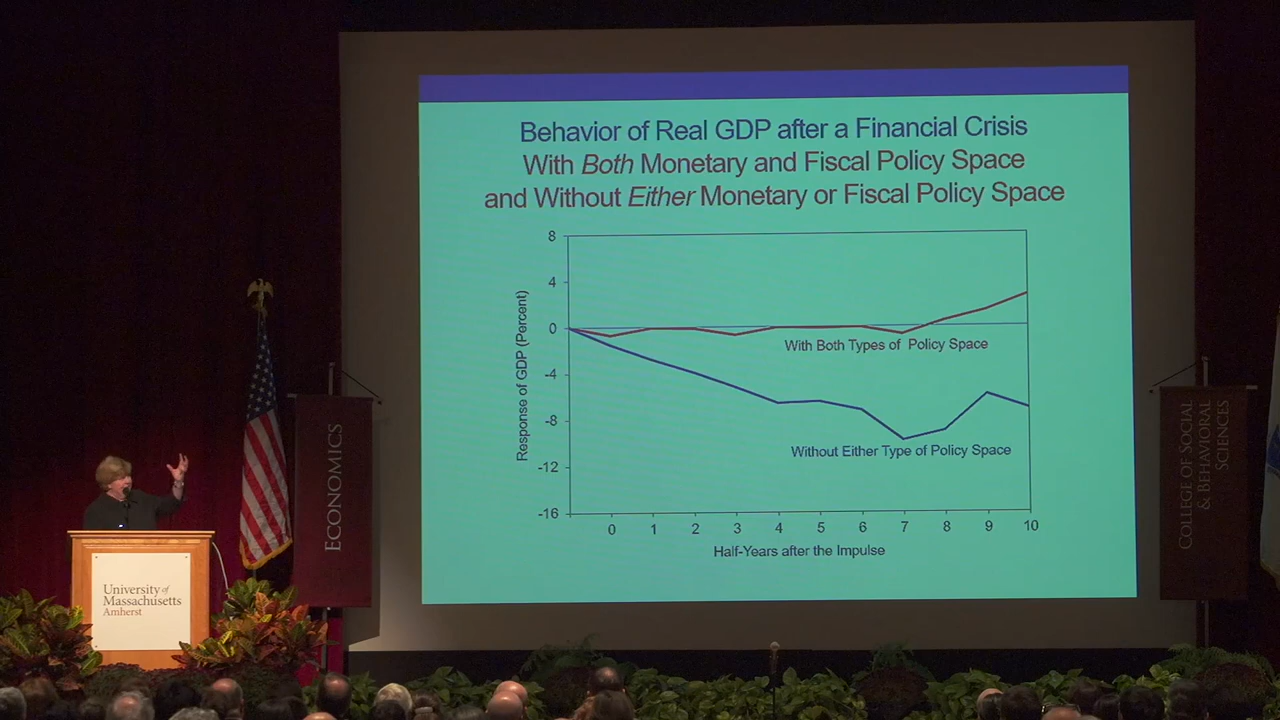 Behavior of Real GDP after a Financial Crisis
With Both Monetary and Fiscal Policy Space
and Without Either Monetary or Fiscal Policy Space
8
4
0
-4
-8
-12
-16
Response of GDP (Percent)
With Both Types of Policy Space
Without Either Type of Policy Space
0 1 2 3 4 5 6 7 8 9 10
Half-Years after the Impulse
ECONOMICS
COLLEGE OF SOCIAL
& BEHAVIORAL
SCIENCES
University of
Massachusetts
Amherst